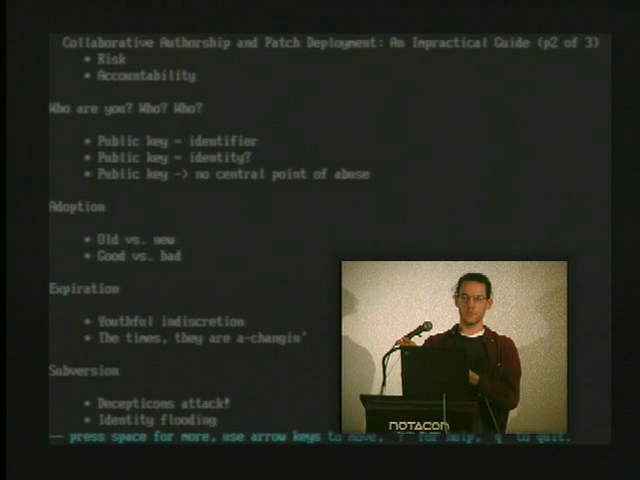 Collaborative Authorship and Patch Deployment: An Impractical Guide (p2 of 3)
* Risk
* Accountability
Who are you? Who? Who?
* Public key = identifier
* Public key = identity?
* Public key -> no central point of abuse
Adoption
* Old vs. new
* Good vs. bad
Expiration
* Youthful indiscretion
* The times, they are a-changin'
Subversion
* Decepticons attack!
* Identity flooding
-- press space for more, use arrow keys to move, '?' for help, 'q' to quit.
NOTACON